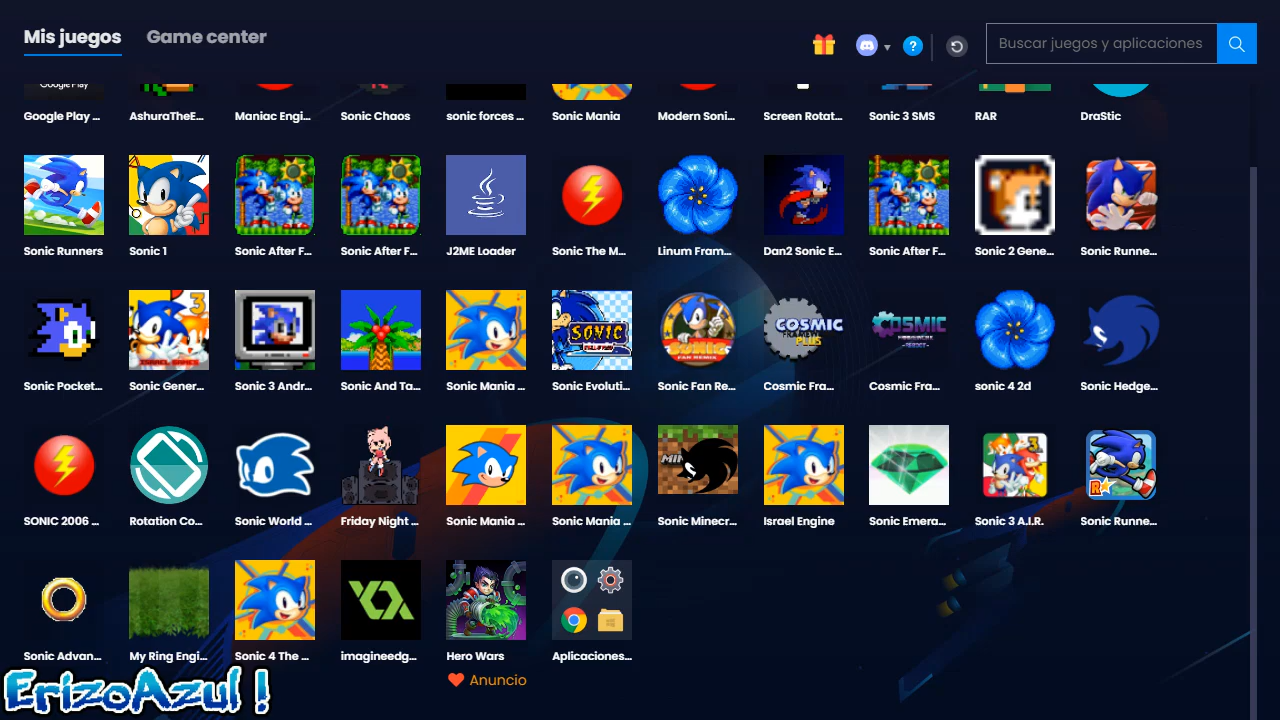 Mis juegos Game center
Buscar juegos y aplicaciones
Google Play ... AshuraTheE... Maniac Engi... Sonic Chaos sonic forces ... Sonic Mania Modern Soni... Screen Rotat... Sonic 3 SMS RAR DraStic
Sonic Runners Sonic 1 Sonic After F... Sonic After F... J2ME Loader Sonic The M... Linum Fram... Dan2 Sonic E... Sonic After F... Sonic 2 Gene... Sonic Runne...
COSMIC
PLUS
COSMIC
Sonic Pocket... Sonic Gener... Sonic 3 Andr... Sonic And Ta... Sonic Mania ... Sonic Evoluti... Sonic Fan Re... Cosmic Fra... Cosmic Fra... sonic 4 2d Sonic Hedge...
SONIC 2006 ... Rotation Co... Sonic World ... Friday Night ... Sonic Mania ... Sonic Mania ... Sonic Minecr... Israel Engine Sonic Emera... Sonic 3 A.I.R. Sonic Runne...
Sonic Advan... My Ring Engi... Sonic 4 The ... imagineedg... Hero Wars Aplicaciones...
Anuncio
ErizoAzul !